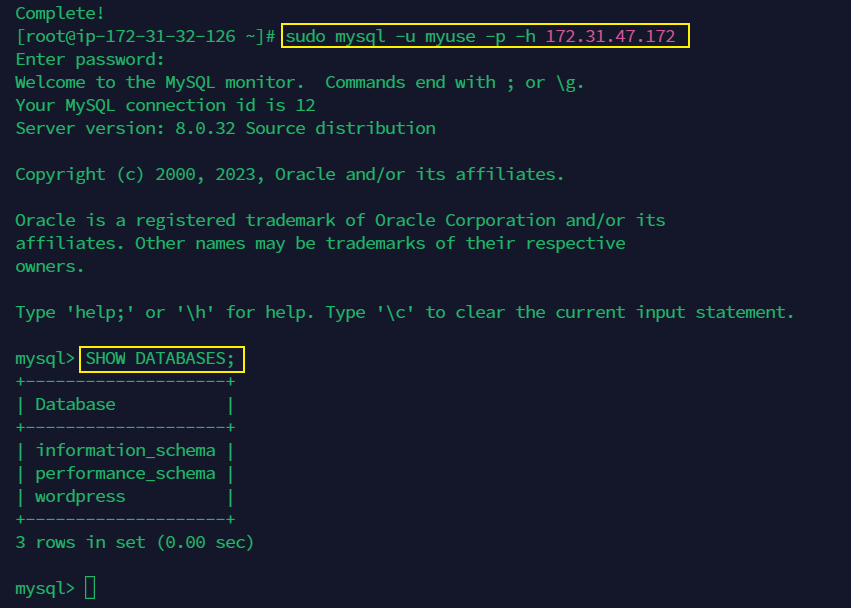 Complete!
[root@ip-172-31-32-126 ~]# sudo mysql -u myuse -p -h 172.31.47.172
Enter password:
Welcome to the MySQL monitor.  Commands end with ; or \g.
Your MySQL connection id is 12
Server version: 8.0.32 Source distribution

Copyright (c) 2000, 2023, Oracle and/or its affiliates.

Oracle is a registered trademark of Oracle Corporation and/or its
affiliates. Other names may be trademarks of their respective
owners.

Type 'help;' or '\h' for help. Type '\c' to clear the current input statement.

mysql> SHOW DATABASES;
+--------------------+
| Database           |
+--------------------+
| information_schema |
| performance_schema |
| wordpress          |
+--------------------+
3 rows in set (0.00 sec)

mysql>